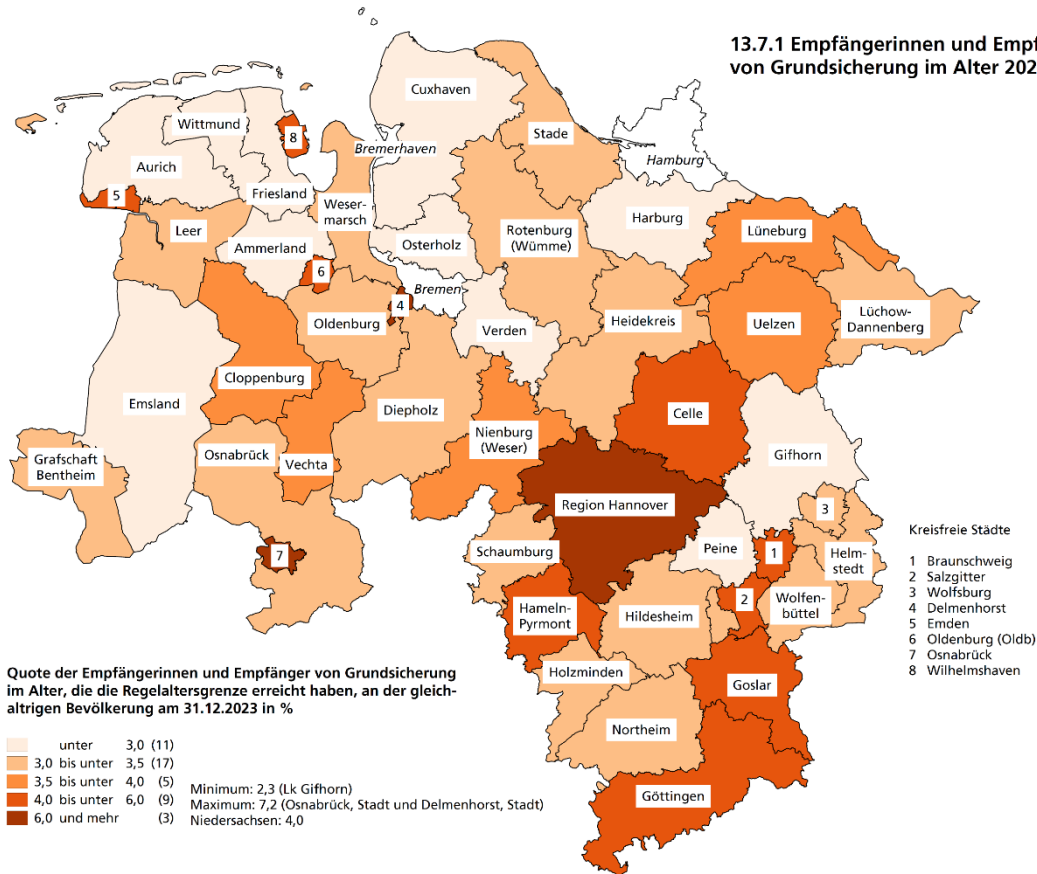 13.7.1 Empfängerinnen und Empf
von Grundsicherung im Alter 202
Cuxhaven
Stade
Wittmund
8
Bremerhaven
Hamburg
Aurich
5
Friesland
Weser-
marsch
Harburg
Leer
Ammerland
Osterholz
Rotenburg
(Wümme)
Lüneburg
6
Bremen
4
Oldenburg
Verden
Heidekreis
Uelzen
Lüchow-
Dannenberg
Cloppenburg
Emsland
Diepholz
Celle
Nienburg
(Weser)
Gifhorn
Grafschaft
Bentheim
Osnabrück
Vechta
Region Hannover
3
7
Schaumburg
Peine
1
Helm-
stedt
2
Wolfen-
büttel
Hameln-
Pyrmont
Hildesheim
Holzminden
Goslar
Northeim
Göttingen
Kreisfreie Städte
1 Braunschweig
2 Salzgitter
3 Wolfsburg
4 Delmenhorst
5 Emden
6 Oldenburg (Oldb)
7 Osnabrück
8 Wilhelmshaven
Quote der Empfängerinnen und Empfänger von Grundsicherung
im Alter, die die Regelaltersgrenze erreicht haben, an der gleich-
altrigen Bevölkerung am 31.12.2023 in %
unter 3,0 (11)
3,0 bis unter 3,5 (17)
3,5 bis unter 4,0 (5)
4,0 bis unter 6,0 (9)
6,0 und mehr (3)
Minimum: 2,3 (Lk Gifhorn)
Maximum: 7,2 (Osnabrück, Stadt und Delmenhorst, Stadt)
Niedersachsen: 4,0